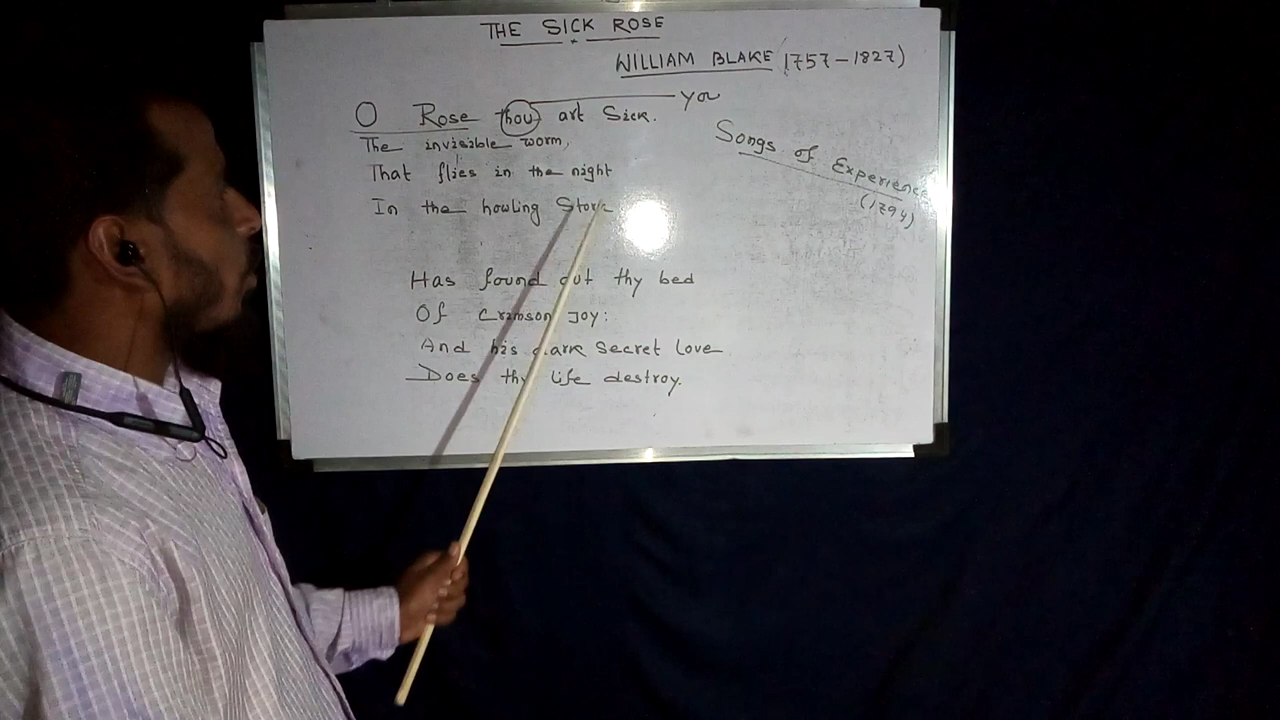 THE SICK ROSE
WILLIAM BLAKE (1757-1827)
you
O Rose thou art Sick.
The invisible worm,
That flies in the night
In the howling
Songs of Experience
(1794)
Has found out thy bed
Of Crimson Joy:
And his dark Secret Love
Does thy life destroy.